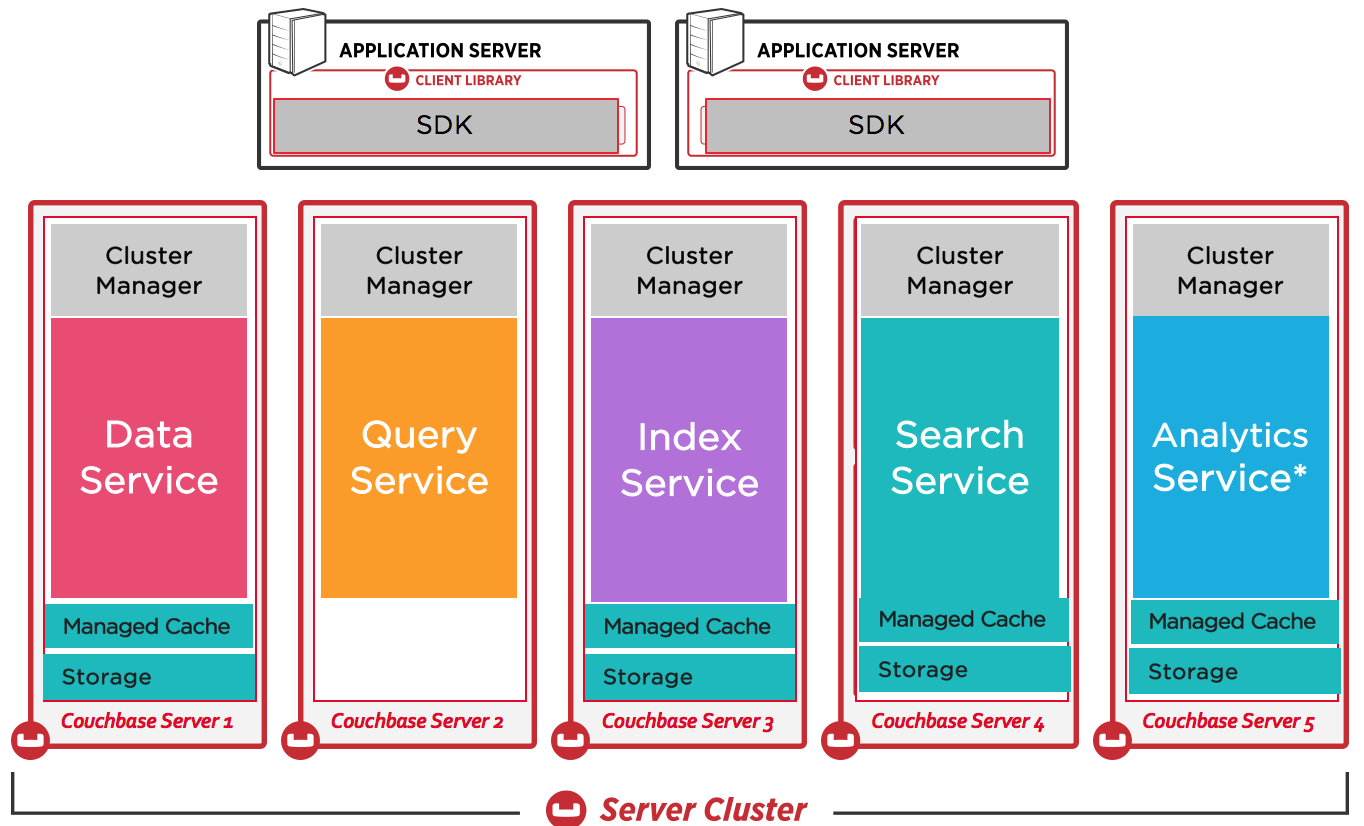 APPLICATION SERVER
CLIENT LIBRARY
SDK
APPLICATION SERVER
CLIENT LIBRARY
SDK
Cluster
Manager
Data
Service
Managed Cache
Storage
Couchbase Server 1
Cluster
Manager
Query
Service
Couchbase Server 2
Cluster
Manager
Index
Service
Managed Cache
Storage
Couchbase Server 3
Cluster
Manager
Search
Service
Managed Cache
Storage
Couchbase Server 4
Cluster
Manager
Analytics
Service*
Managed Cache
Storage
Couchbase Server 5
Server Cluster